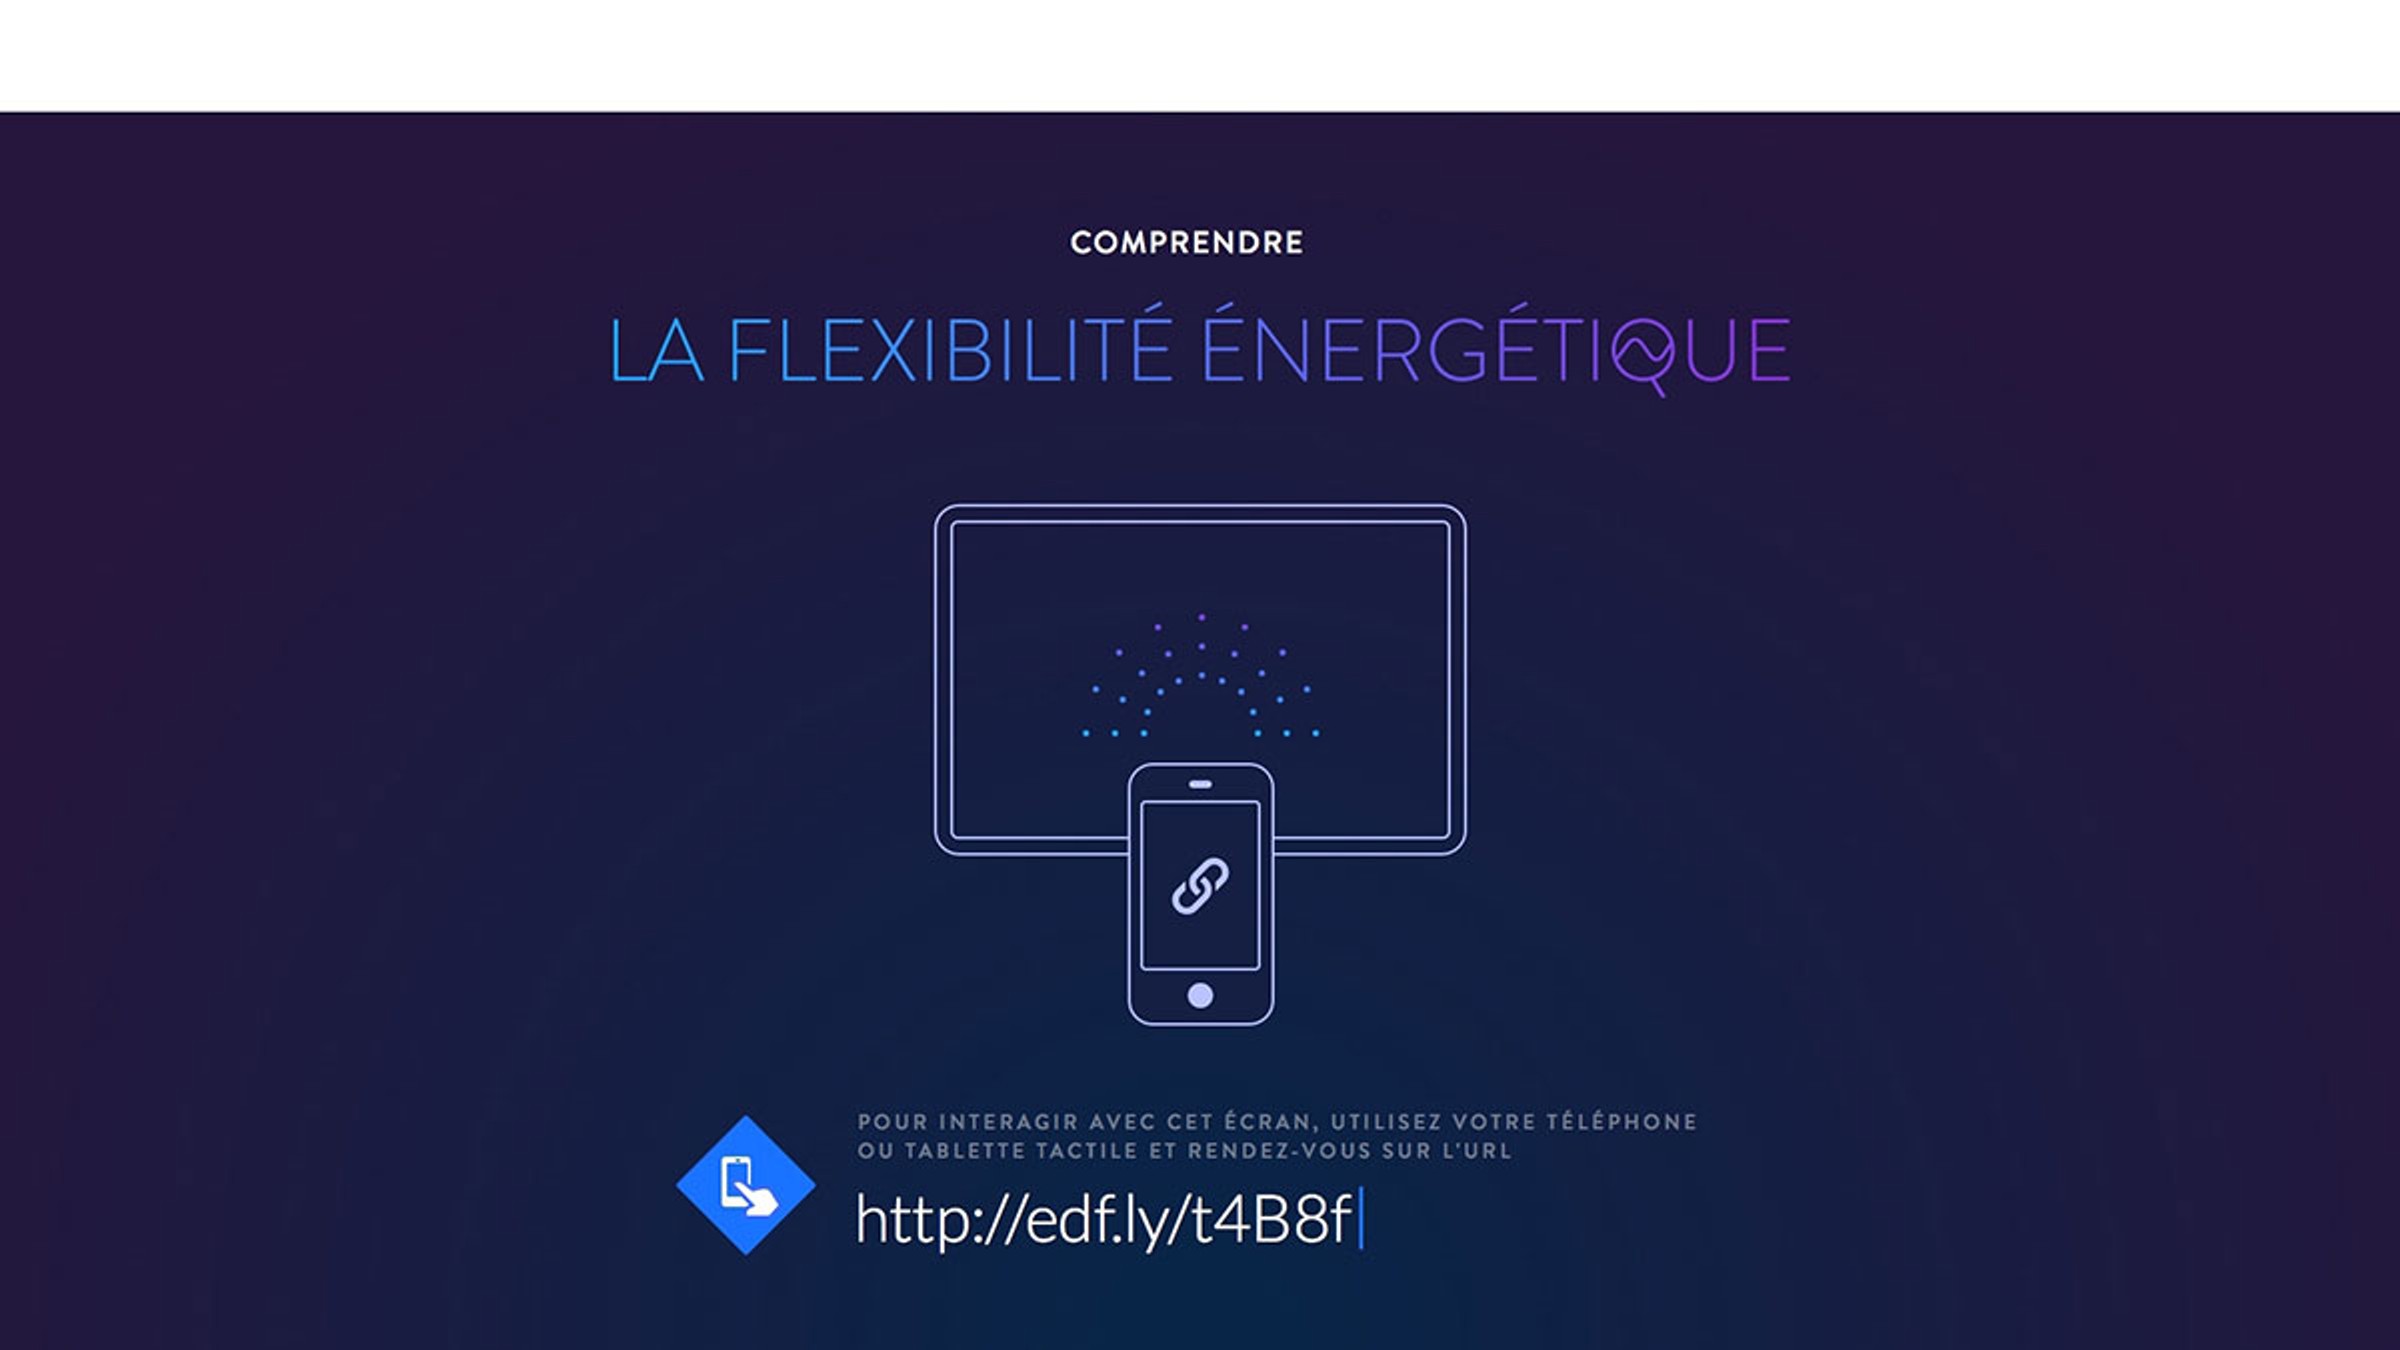 COMPRENDRE
LA FLEXIBILITÉ ÉNERGÉTIQUE
POUR INTERAGIR AVEC CET ÉCRAN, UTILISEZ VOTRE TÉLÉPHONE
OU TABLETTE TACTILE ET RENDEZ-VOUS SUR L'URL
http://edf.ly/t4B8f